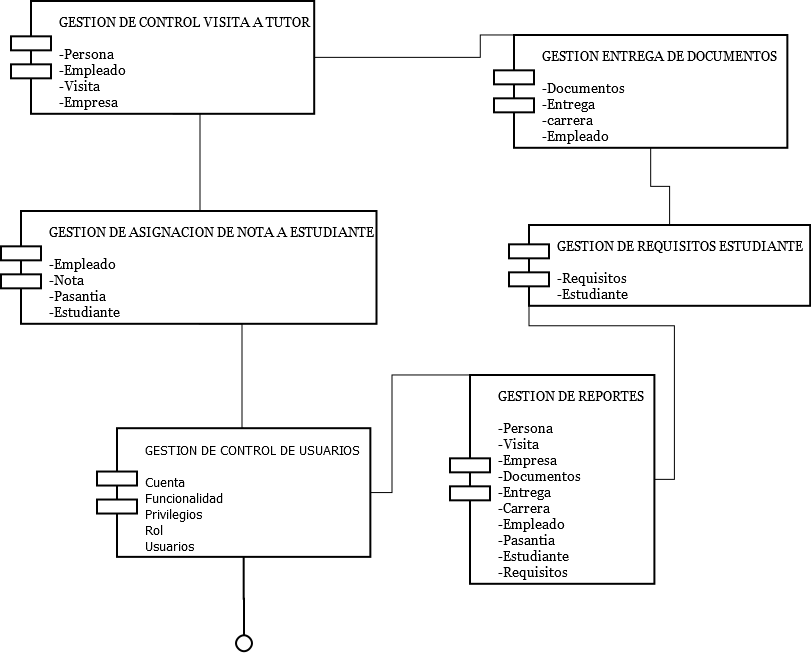 GESTION DE CONTROL VISITA A TUTOR
-Persona
-Empleado
-Visita
-Empresa
GESTION ENTREGA DE DOCUMENTOS
-Documentos
-Entrega
-carrera
-Empleado
GESTION DE ASIGNACION DE NOTA A ESTUDIANTE
-Empleado
-Nota
-Pasantia
-Estudiante
GESTION DE REQUISITOS ESTUDIANTE
-Requisitos
-Estudiante
GESTION DE CONTROL DE USUARIOS
Cuenta
Funcionalidad
Privilegios
Rol
Usuarios
GESTION DE REPORTES
-Persona
-Visita
-Empresa
-Documentos
-Entrega
-Carrera
-Empleado
-Pasantia
-Estudiante
-Requisitos